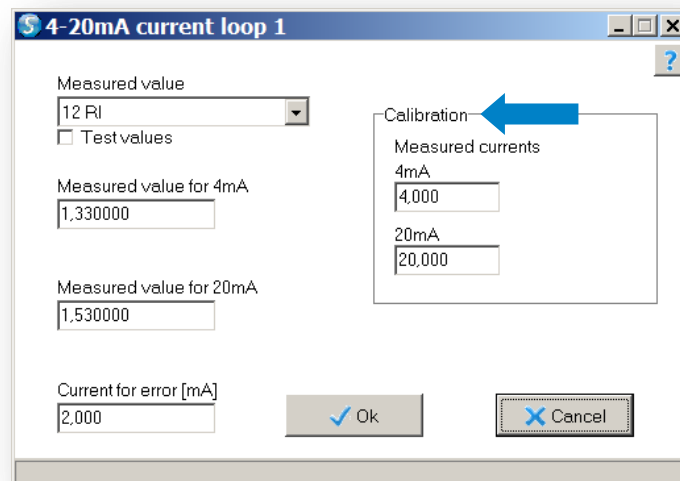 4-20mA current loop 1
?
Measured value
12 RI
Test values
Measured value for 4mA
1,330000
Measured value for 20mA
1,530000
Current for error [mA]
2,000
Calibration
Measured currents
4mA
4,000
20mA
20,000
Ok
Cancel